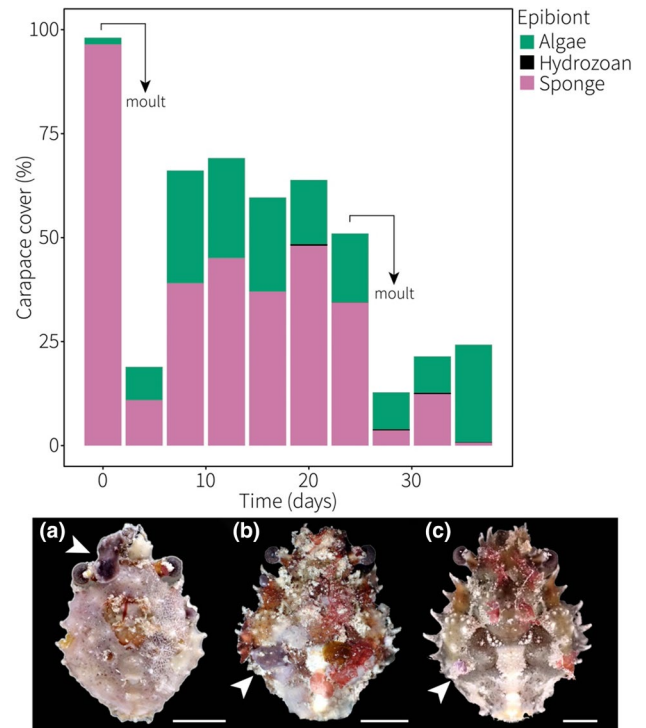 Epibiont
Algae
Hydrozoan
Sponge
100
75
50
25
0
Carapace cover (%)
moult
moult
0 10 20 30
Time (days)
(a) (b) (c)